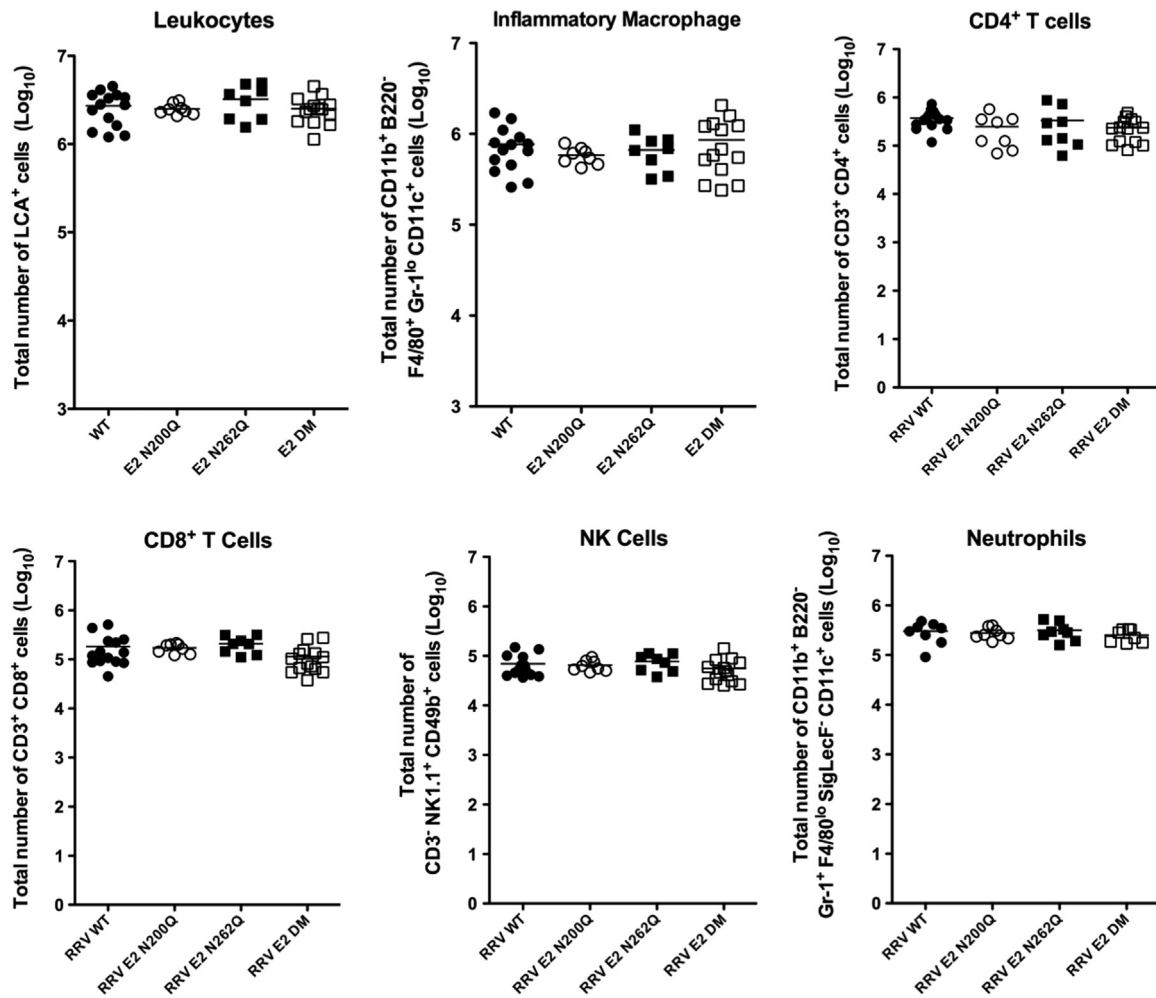 Leukocytes
Total number of LCA⁺ cells (Log₁₀)
7
6
5
4
3
WT
E2 N200Q
E2 N262Q
E2 DM
Inflammatory Macrophage
Total number of CD11b⁺ B220⁻
F4/80⁺ Gr-1ˡᵒ CD11c⁺ cells (Log₁₀)
7
6
5
4
3
WT
E2 N200Q
E2 N262Q
E2 DM
CD4⁺ T cells
Total number of CD3⁺ CD4⁺ cells (Log₁₀)
7
6
5
4
3
2
1
0
RRV WT
RRV E2 N200Q
RRV E2 N262Q
RRV E2 DM
CD8⁺ T Cells
Total number of CD3⁺ CD8⁺ cells (Log₁₀)
7
6
5
4
3
2
1
0
RRV WT
RRV E2 N200Q
RRV E2 N262Q
RRV E2 DM
NK Cells
Total number of
CD3⁻ NK1.1⁺ CD49b⁺ cells (Log₁₀)
7
6
5
4
3
2
1
0
RRV WT
RRV E2 N200Q
RRV E2 N262Q
RRV E2 DM
Neutrophils
Total number of CD11b⁺ B220⁻
Gr-1⁺ F4/80ˡᵒ SigLecF⁻ CD11c⁺ cells (Log₁₀)
7
6
5
4
3
2
1
0
RRV WT
RRV E2 N200Q
RRV E2 N262Q
RRV E2 DM